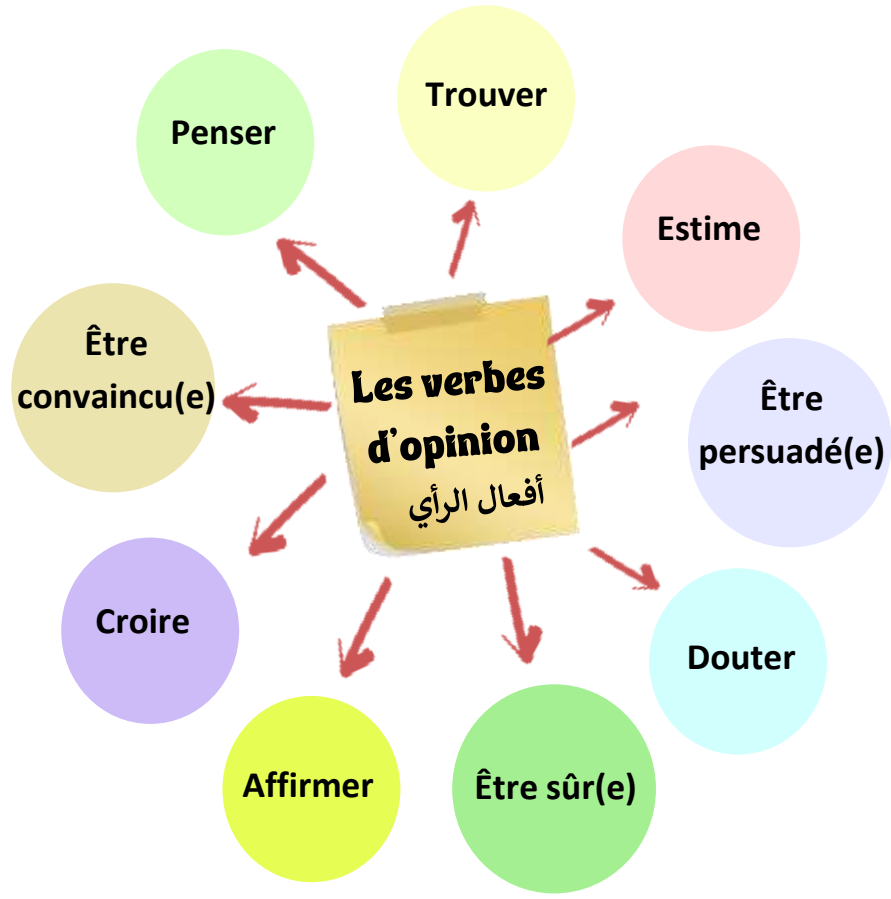 Trouver
Penser
Estime
Être
convaincu(e)
Les verbes
d'opinion
أفعال الرأي
Être
persuadé(e)
Croire
Douter
Affirmer
Être sûr(e)